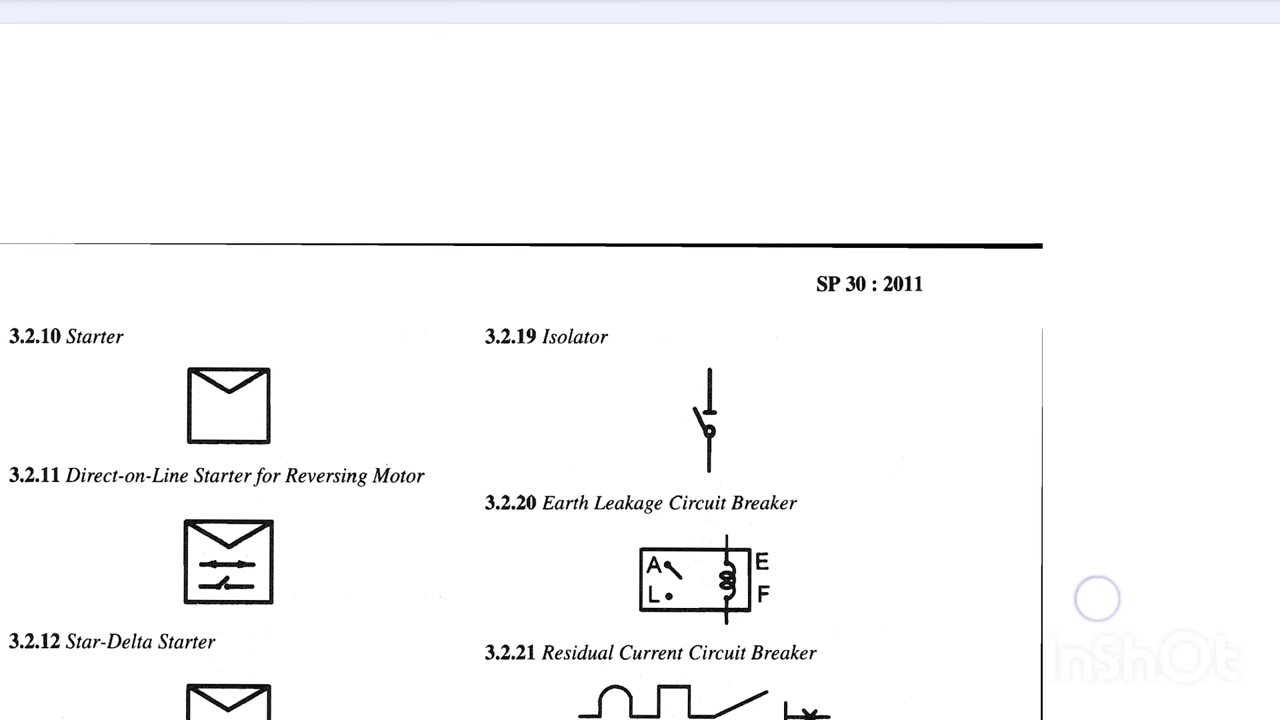 SP 30 : 2011
3.2.10 Starter
3.2.11 Direct-on-Line Starter for Reversing Motor
3.2.12 Star-Delta Starter
3.2.19 Isolator
3.2.20 Earth Leakage Circuit Breaker
A E
L F
3.2.21 Residual Current Circuit Breaker
InShOt